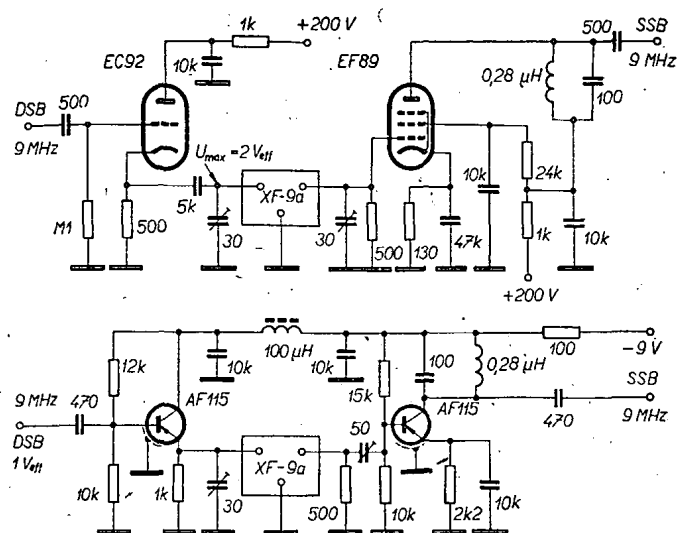 1k
+200 V
EC92
10k
DSB
500
9 MHz
Umax = 2 Veff
5k
XF-9a
M1
500
30
30
500
130
47k
EF89
500
SSB
9 MHz
0,28 µH
100
10k
24k
1k
10k
+200 V
12k
10k
100 µH
10k
15k
100
0,28 µH
100
-9 V
9 MHz
470
DSB
1 Veff
AF115
AF115
470
SSB
9 MHz
XF-9a
50
10k
1k
30
500
10k
2k2
10k